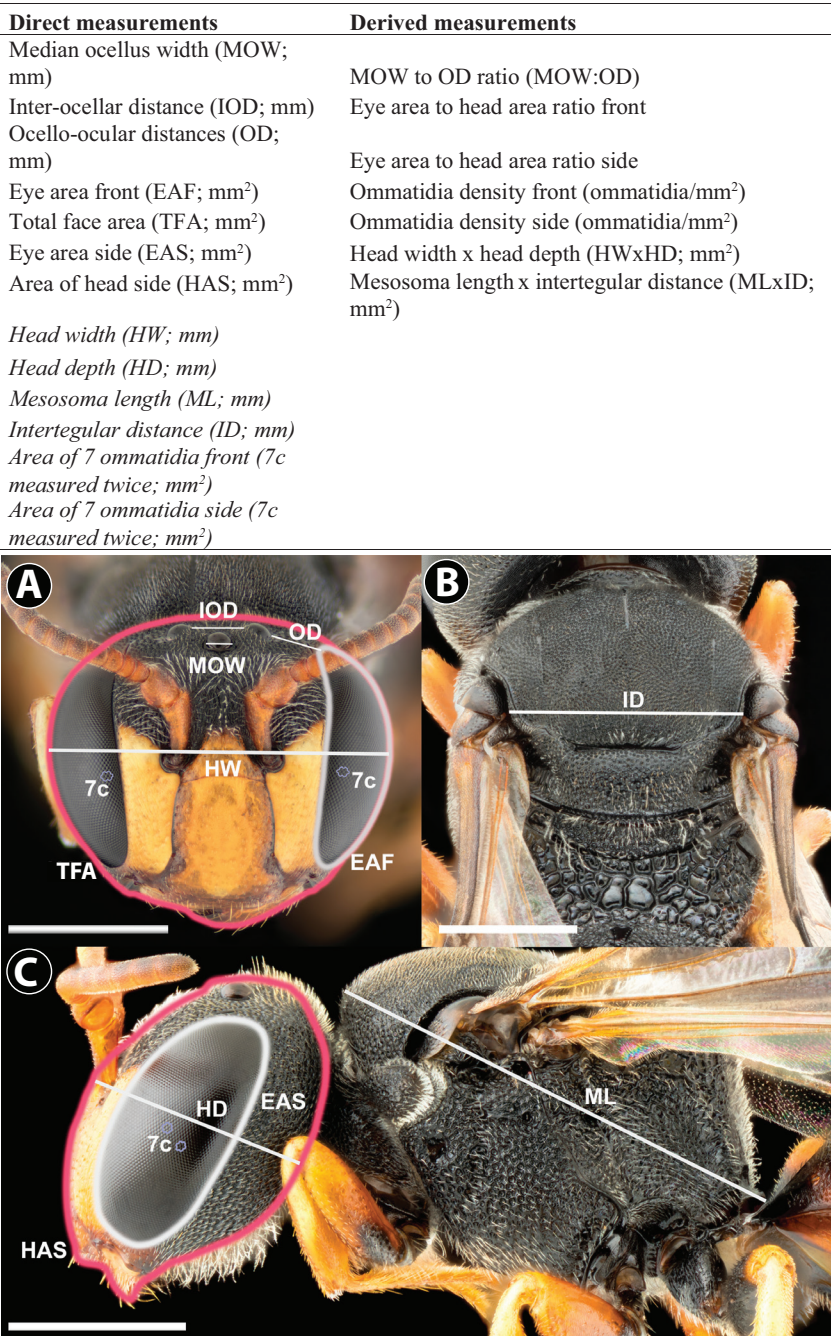 Direct measurements Derived measurements
Median ocellus width (MOW;
mm) MOW to OD ratio (MOW:OD)
Inter-ocellar distance (IOD; mm) Eye area to head area ratio front
Ocello-ocular distances (OD;
mm) Eye area to head area ratio side
Eye area front (EAF; mm²) Ommatidia density front (ommatidia/mm²)
Total face area (TFA; mm²) Ommatidia density side (ommatidia/mm²)
Eye area side (EAS; mm²) Head width x head depth (HWxHD; mm²)
Area of head side (HAS; mm²) Mesosoma length x intertegular distance (MLxID;
mm²)
Head width (HW; mm)
Head depth (HD; mm)
Mesosoma length (ML; mm)
Intertegular distance (ID; mm)
Area of 7 ommatidia front (7c
measured twice; mm²)
Area of 7 ommatidia side (7c
measured twice; mm²)
A
IOD
OD
MOW
HW
7c
7c
TFA
EAF
B
ID
C
HD
EAS
7c
HAS
ML